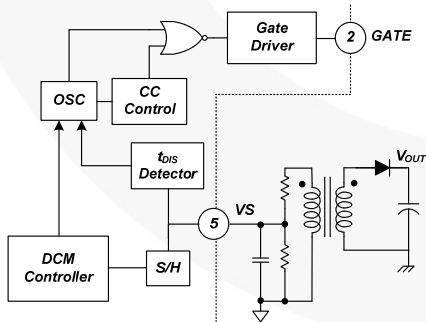 Gate
Driver
2
GATE
OSC
CC
Control
tDIS
Detector
VS
5
VOUT
DCM
Controller
S/H